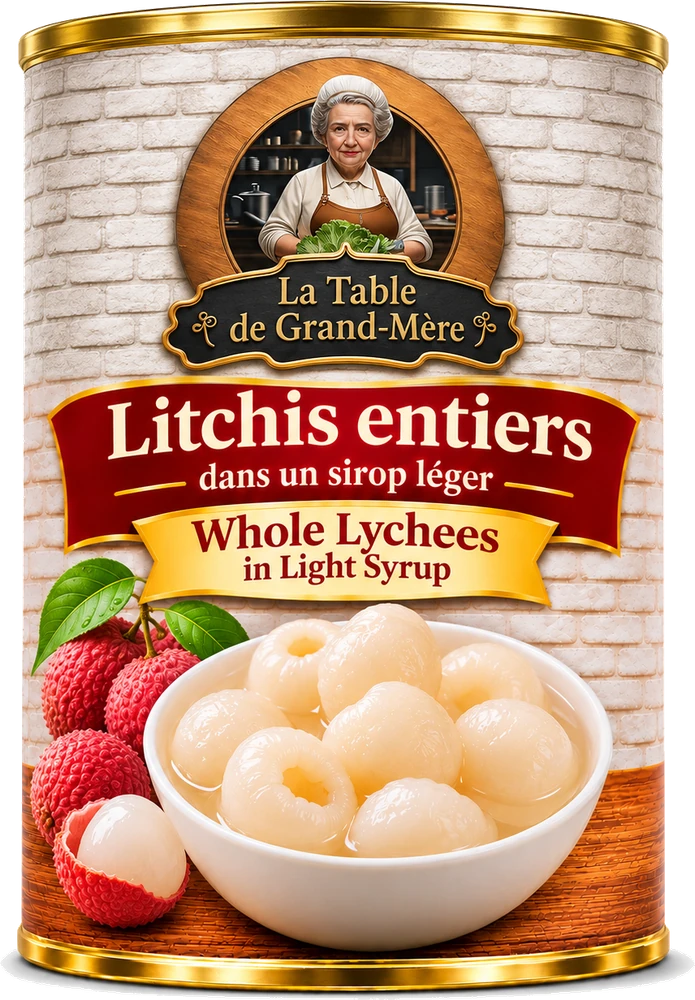 La Table
de Grand-Mère
Litchis entiers
dans un sirop léger
Whole Lychees
in Light Syrup